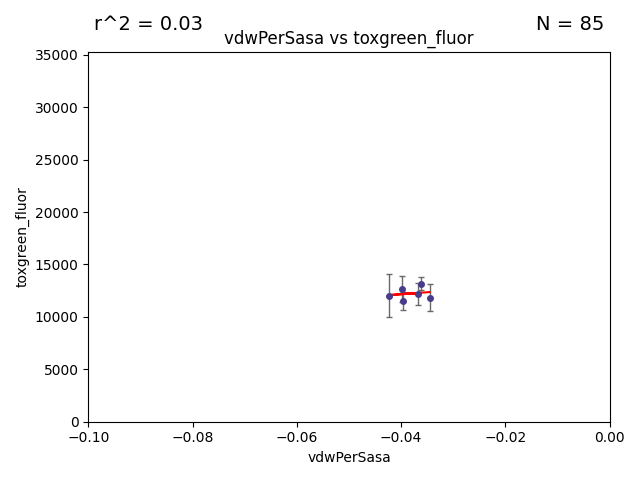 r^2 = 0.03
N = 85
vdwPerSasa vs toxgreen_fluor
35000
30000
25000
20000
15000
10000
5000
0
toxgreen_fluor
−0.10
−0.08
−0.06
−0.04
−0.02
0.00
vdwPerSasa